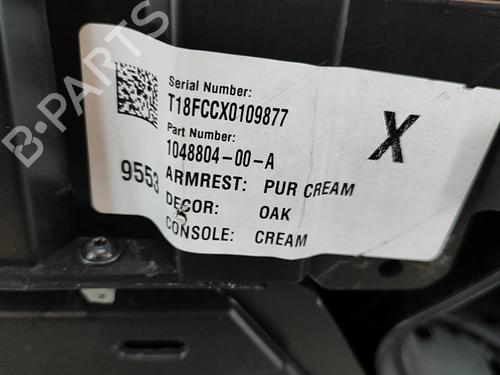 B-PARTS
Serial Number:
T18FCCX0109877
X
Part Number:
1048804-00-A
9553
ARMREST: PUR CREAM
DECOR: OAK
CONSOLE: CREAM